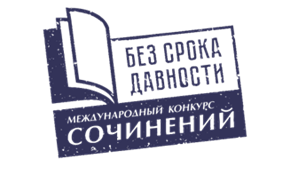 БЕЗ СРОКА
ДАВНОСТИ
МЕЖДУНАРОДНЫЙ КОНКУРС
СОЧИНЕНИЙ